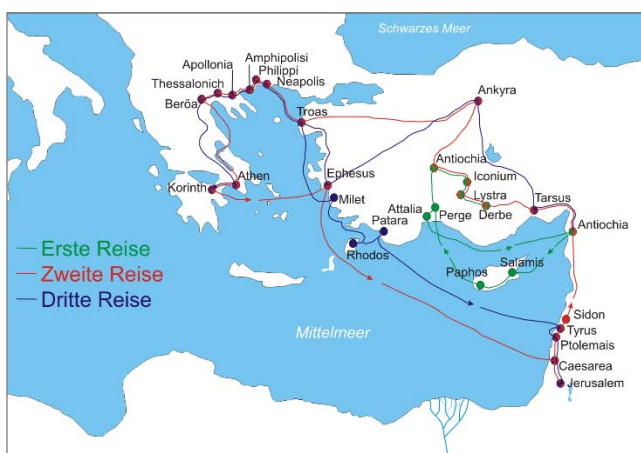 Schwarzes Meer
Amphipolisi
Apollonia
Philippi
Thessalonich
Neapolis
Beröa
Troas
Ankyra
Antiochia
Iconium
Lystra
Derbe
Tarsus
Athen
Korinth
Ephesus
Milet
Patara
Attalia
Perge
Antiochia
Rhodos
Paphos
Salamis
Erste Reise
Zweite Reise
Dritte Reise
Mittelmeer
Sidon
Tyrus
Ptolemais
Caesarea
Jerusalem